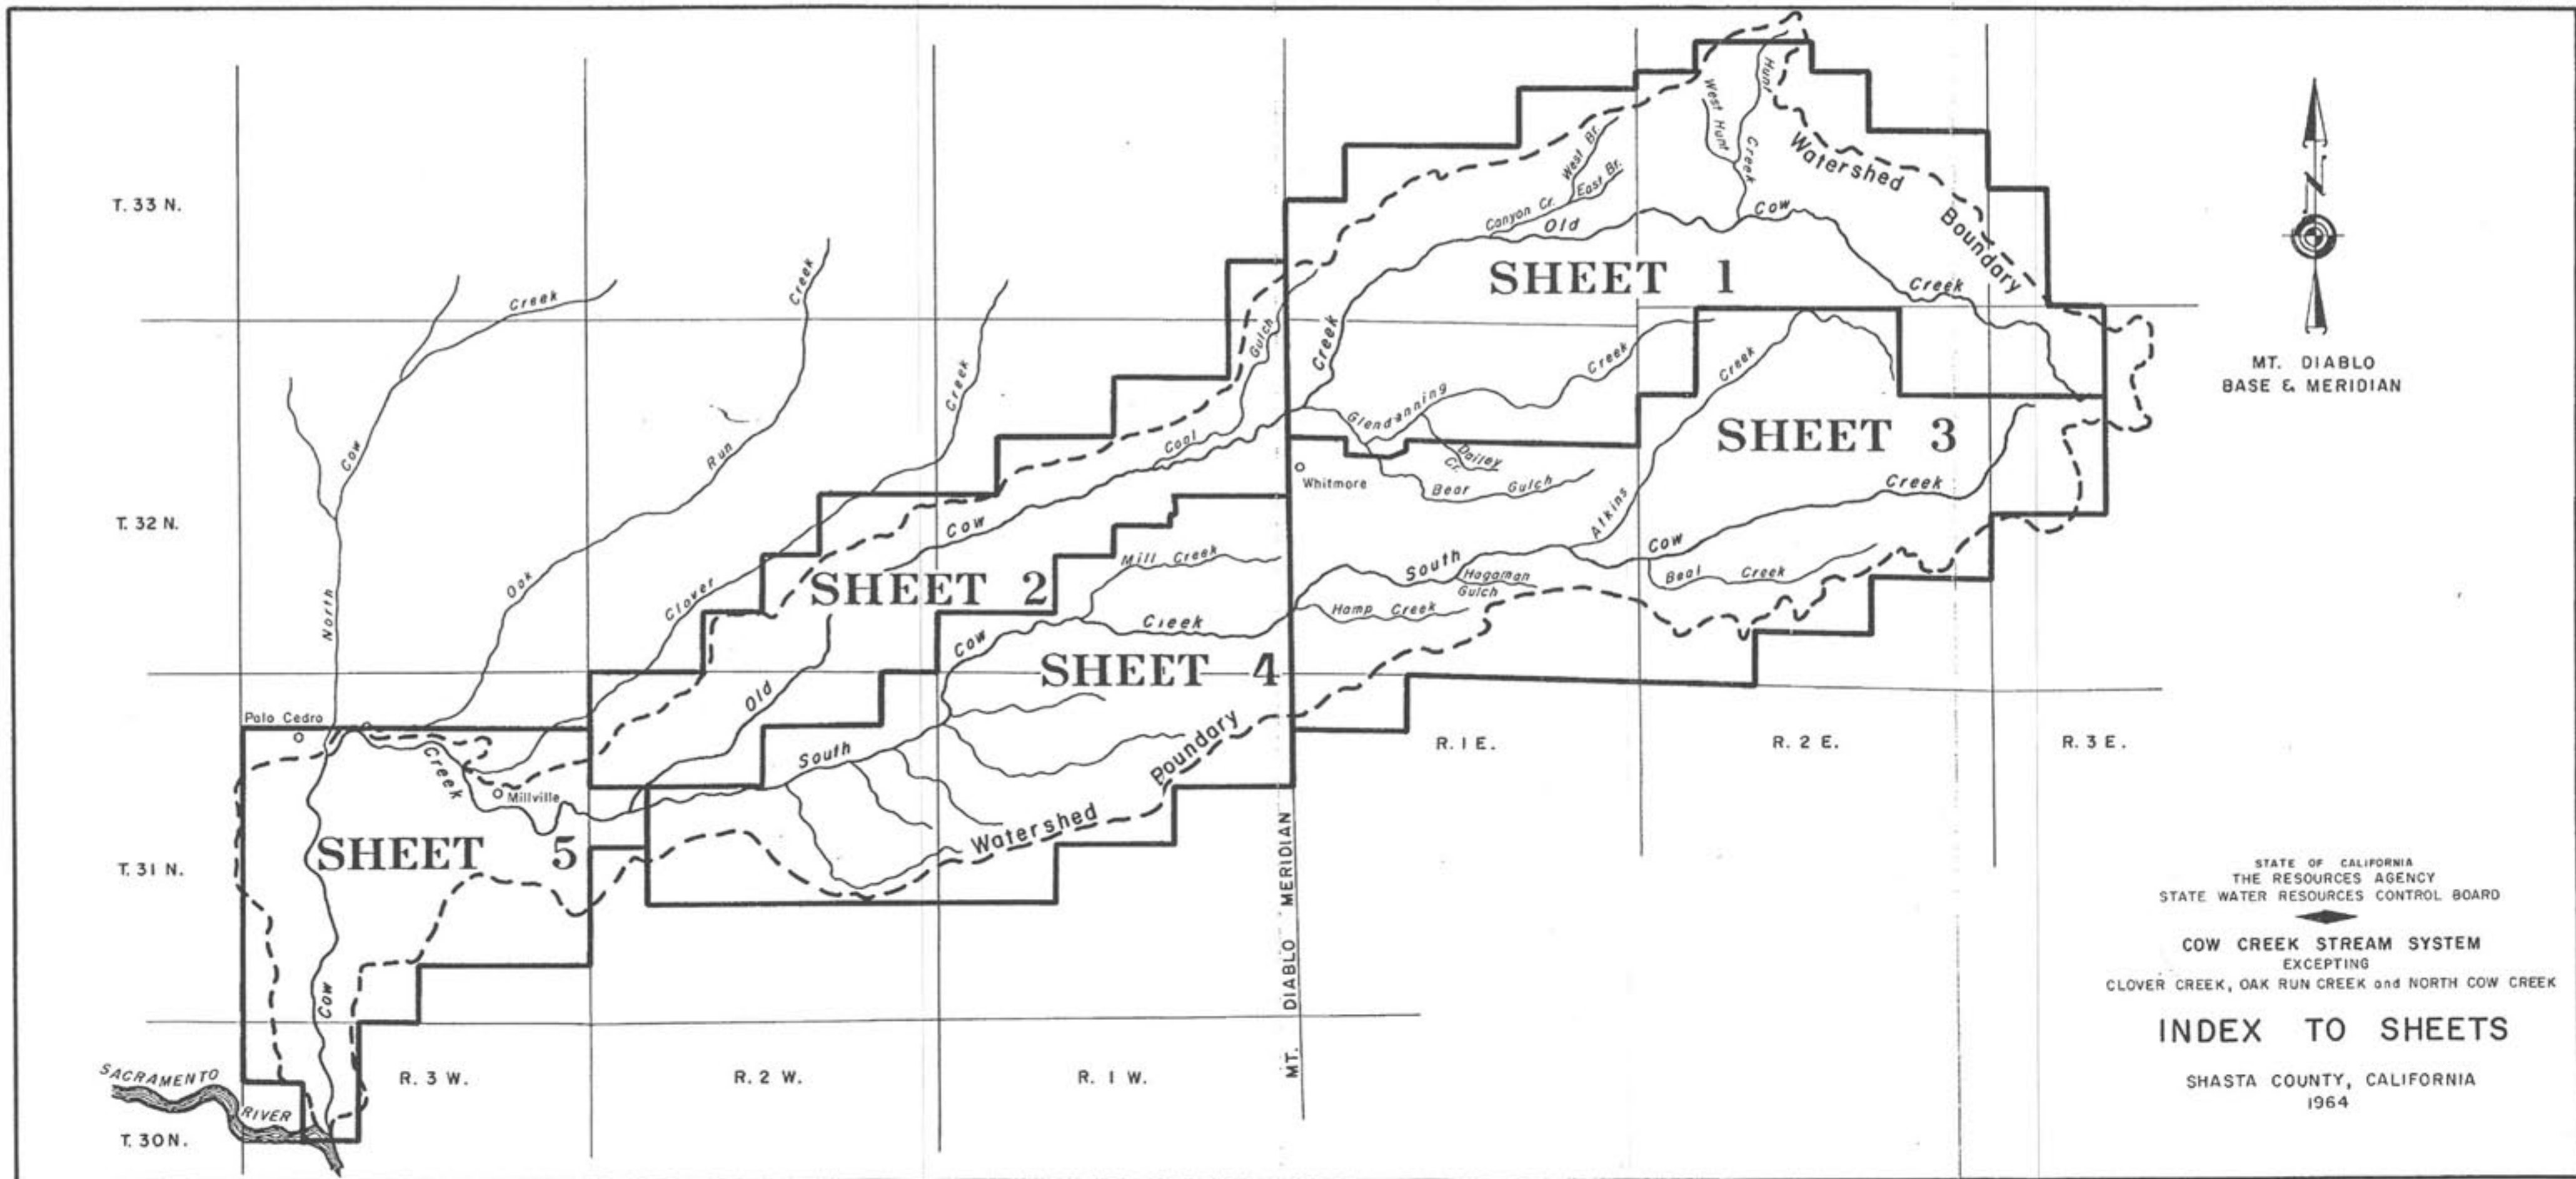 T. 33 N.
T. 32 N.
T. 31 N.
T. 30 N.
R. 3 W.
R. 2 W.
R. 1 W.
R. 1 E.
R. 2 E.
R. 3 E.
SHEET 1
SHEET 2
SHEET 3
SHEET 4
SHEET 5
West Hunt
Hunt
Creek
Watershed
Boundary
West Br.
East Br.
Canyon Cr.
Old
Cow
Creek
Creek
Gulch
Coal
Cow
Old
Glendanning
Creek
Dailey
Cr.
Bear Gulch
Whitmore
Atkins
Creek
South
Cow
Creek
Beal Creek
Hagaman
Gulch
Hamp Creek
Mill Creek
Cow
Creek
South
Watershed
Boundary
Creek
Cow
North
Creek
Run
Oak
Creek
Clover
Palo Cedro
Creek
Millville
Cow
SACRAMENTO
RIVER
MT. DIABLO MERIDIAN
N
MT. DIABLO
BASE & MERIDIAN
STATE OF CALIFORNIA
THE RESOURCES AGENCY
STATE WATER RESOURCES CONTROL BOARD
COW CREEK STREAM SYSTEM
EXCEPTING
CLOVER CREEK, OAK RUN CREEK and NORTH COW CREEK
INDEX TO SHEETS
SHASTA COUNTY, CALIFORNIA
1964